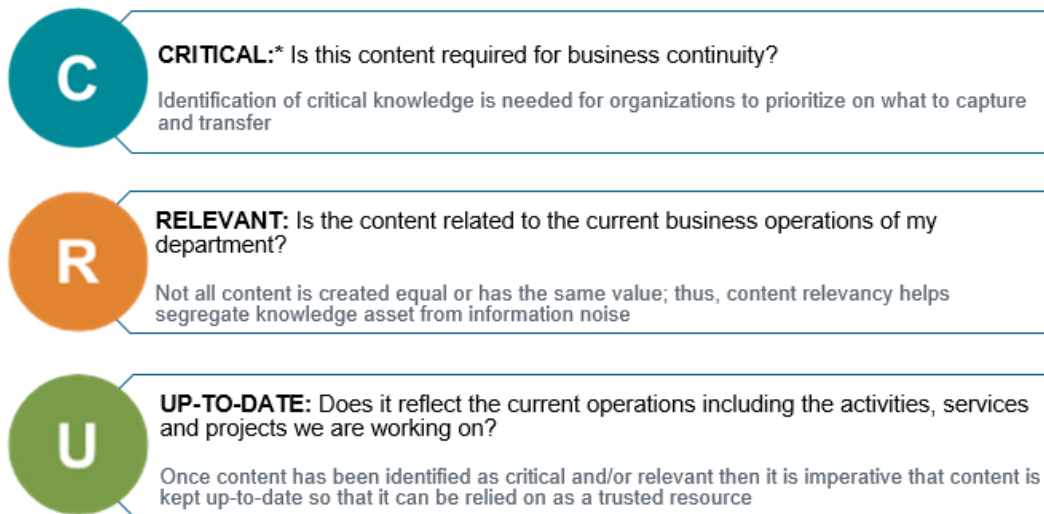 C
CRITICAL:* Is this content required for business continuity?
Identification of critical knowledge is needed for organizations to prioritize on what to capture
and transfer
R
RELEVANT: Is the content related to the current business operations of my
department?
Not all content is created equal or has the same value; thus, content relevancy helps
segregate knowledge asset from information noise
U
UP-TO-DATE: Does it reflect the current operations including the activities, services
and projects we are working on?
Once content has been identified as critical and/or relevant then it is imperative that content is
kept up-to-date so that it can be relied on as a trusted resource